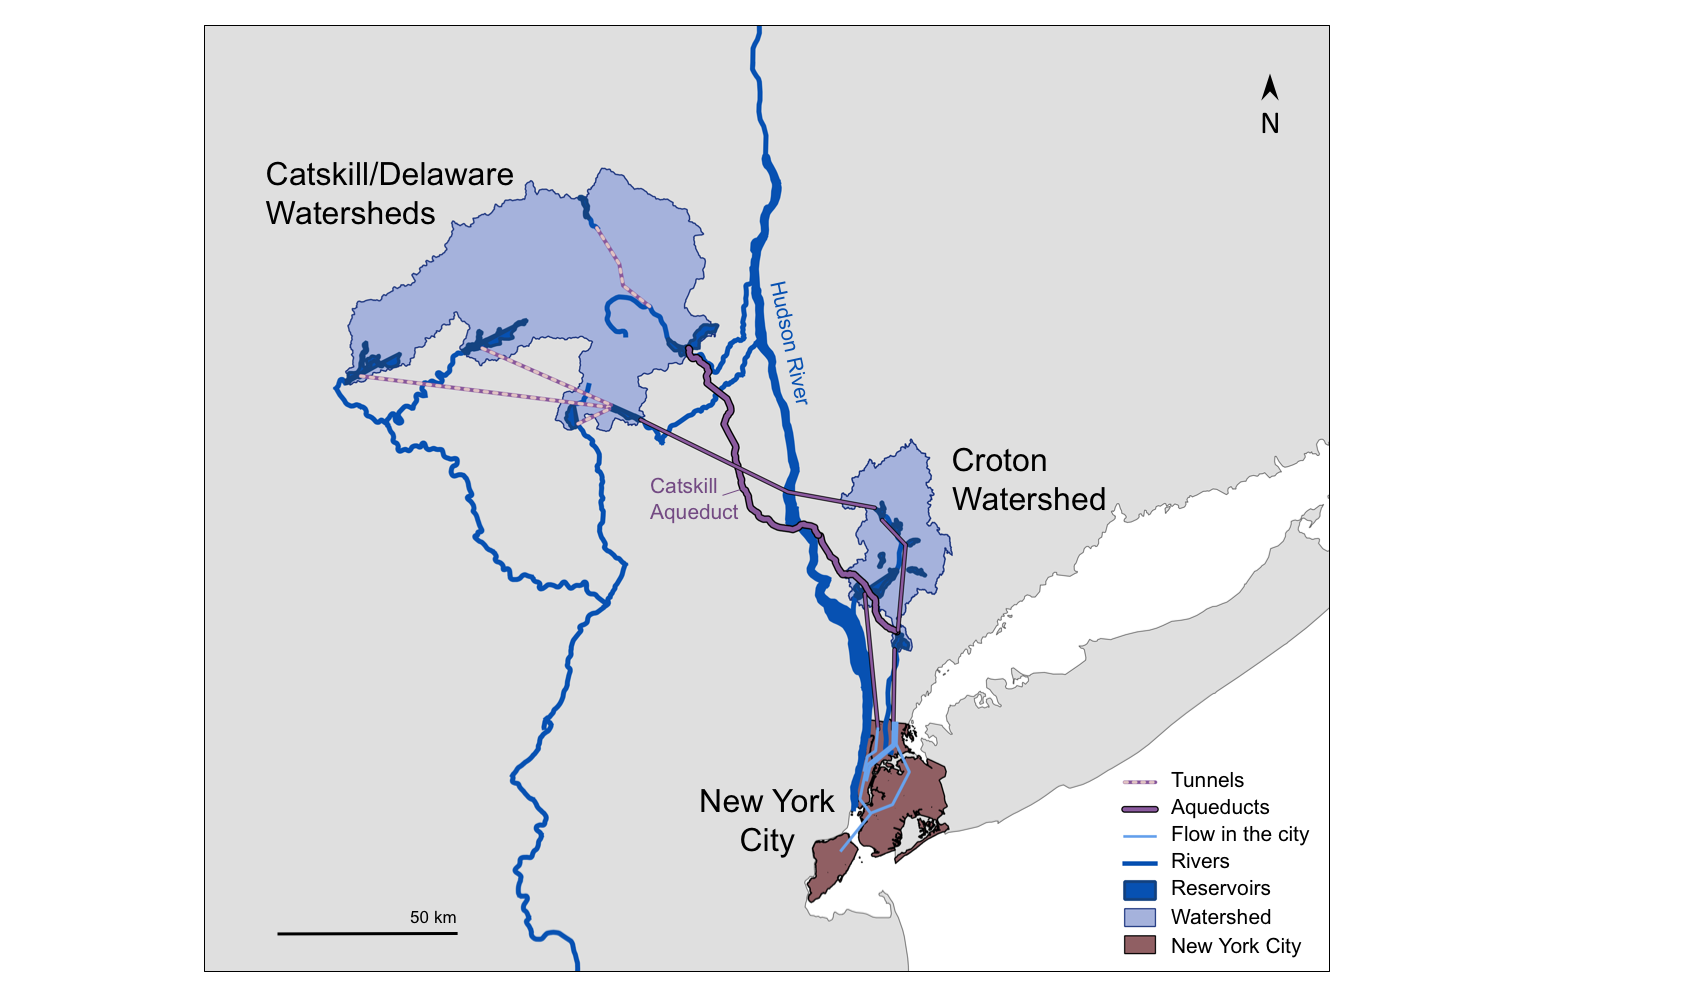 N
Catskill/Delaware
Watersheds
Hudson River
Croton
Watershed
Catskill
Aqueduct
New York
City
Tunnels
Aqueducts
Flow in the city
Rivers
Reservoirs
Watershed
New York City
50 km